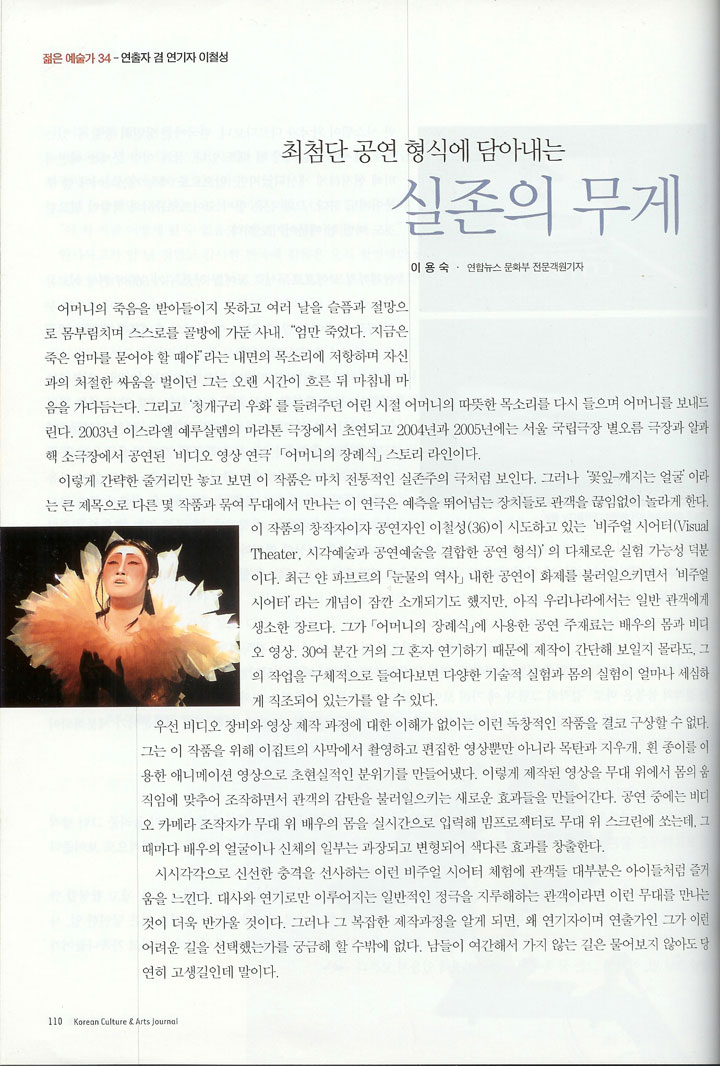 젊은 예술가 34 – 연출자 겸 연기자 이철성
최첨단 공연 형식에 담아내는
실존의 무게
이 용 숙 · 연합뉴스 문화부 전문객원기자
어머니의 죽음을 받아들이지 못하고 여러 날을 슬픔과 절망으
로 몸부림치며 스스로를 골방에 가둔 사내. “엄만 죽었다. 지금은
죽은 엄마를 묻어야 할 때야”라는 내면의 목소리에 저항하며 자신
과의 처절한 싸움을 벌이던 그는 오랜 시간이 흐른 뒤 마침내 마
음을 가다듬는다. 그리고 ‘청개구리 우화’를 들려주던 어린 시절 어머니의 따뜻한 목소리를 다시 들으며 어머니를 보내드
린다. 2003년 이스라엘 예루살렘의 마라톤 극장에서 초연되고 2004년과 2005년에는 서울 국립극장 별오름 극장과 알과
핵 소극장에서 공연된 ‘비디오 영상 연극’ 「어머니의 장례식」 스토리 라인이다.
이렇게 간략한 줄거리만 놓고 보면 이 작품은 마치 전통적인 실존주의 극처럼 보인다. 그러나 ‘꽃잎–깨지는 얼굴’이라
는 큰 제목으로 다른 몇 작품과 묶여 무대에서 만나는 이 연극은 예측을 뛰어넘는 장치들로 관객을 끊임없이 놀라게 한다.
이 작품의 창작자이자 공연자인 이철성(36)이 시도하고 있는 ‘비주얼 시어터(Visual
Theater, 시각예술과 공연예술을 결합한 공연 형식)’의 다채로운 실험 가능성 덕분
이다. 최근 얀 파브르의 「눈물의 역사」 내한 공연이 화제를 불러일으키면서 ‘비주얼
시어터’라는 개념이 잠깐 소개되기도 했지만, 아직 우리나라에서는 일반 관객에게
생소한 장르다. 그가 「어머니의 장례식」에 사용한 공연 주재료는 배우의 몸과 비디
오 영상. 30여 분간 거의 그 혼자 연기하기 때문에 제작이 간단해 보일지 몰라도, 그
의 작업을 구체적으로 들여다보면 다양한 기술적 실험과 몸의 실험이 얼마나 세심하
게 직조되어 있는가를 알 수 있다.
우선 비디오 장비와 영상 제작 과정에 대한 이해가 없이는 이런 독창적인 작품을 결코 구상할 수 없다.
그는 이 작품을 위해 이집트의 사막에서 촬영하고 편집한 영상뿐만 아니라 목탄과 지우개, 흰 종이를 이
용한 애니메이션 영상으로 초현실적인 분위기를 만들어냈다. 이렇게 제작된 영상을 무대 위에서 몸의 움
직임에 맞추어 조작하면서 관객의 감탄을 불러일으키는 새로운 효과들을 만들어간다. 공연 중에는 비디
오 카메라 조작자가 무대 위 배우의 몸을 실시간으로 입력해 빔프로젝터로 무대 위 스크린에 쏘는데, 그
때마다 배우의 얼굴이나 신체의 일부는 과장되고 변형되어 색다른 효과를 창출한다.
시시각각으로 신선한 충격을 선사하는 이런 비주얼 시어터 체험에 관객들 대부분은 아이들처럼 즐거
움을 느낀다. 대사와 연기로만 이루어지는 일반적인 정극을 지루해하는 관객이라면 이런 무대를 만나는
것이 더욱 반가울 것이다. 그러나 그 복잡한 제작과정을 알게 되면, 왜 연기자이며 연출가인 그가 이런
어려운 길을 선택했는가를 궁금해 할 수밖에 없다. 남들이 여간해서 가지 않는 길은 물어보지 않아도 당
연히 고생길인데 말이다.
110 Korean Culture & Arts Journal